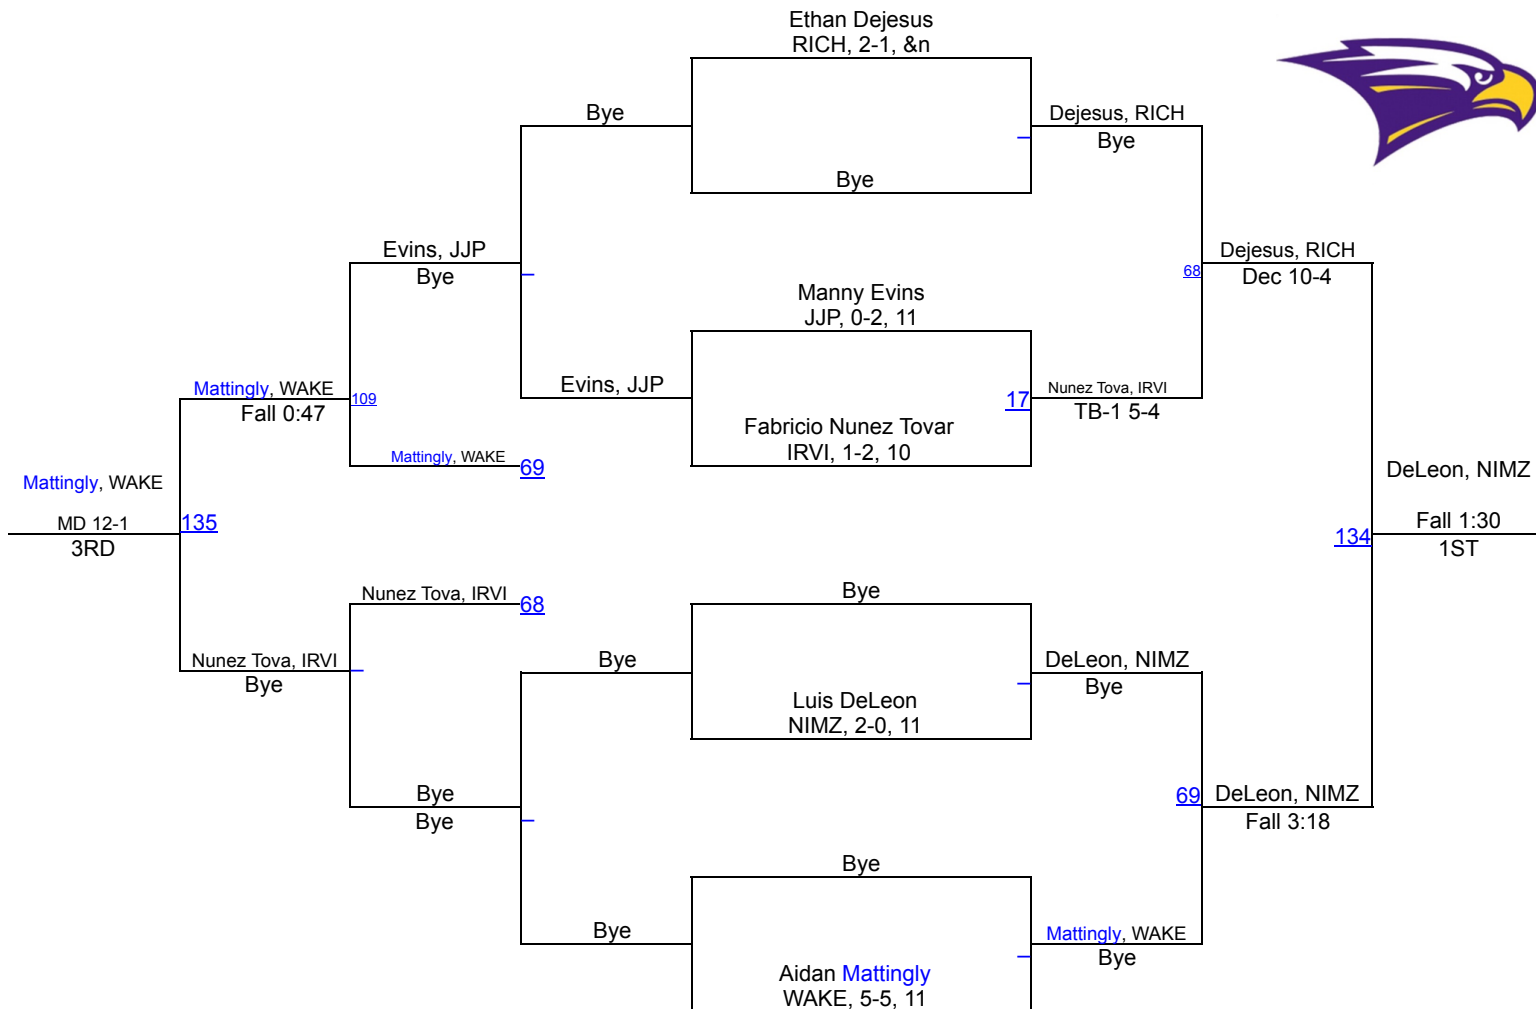 Ethan Dejesus
RICH, 2-1, &n
Bye
Dejesus, RICH
Bye
Bye
Evins, JJP
Bye
Dejesus, RICH
68
Dec 10-4
Manny Evins
JJP, 0-2, 11
Mattingly, WAKE
109
Fall 0:47
Evins, JJP
17
Nunez Tova, IRVI
TB-1 5-4
Fabricio Nunez Tovar
IRVI, 1-2, 10
Mattingly, WAKE
69
Mattingly, WAKE
MD 12-1
135
3RD
DeLeon, NIMZ
Fall 1:30
134
1ST
Nunez Tova, IRVI
68
Bye
Nunez Tova, IRVI
Bye
Bye
DeLeon, NIMZ
Bye
Luis DeLeon
NIMZ, 2-0, 11
Bye
Bye
69
DeLeon, NIMZ
Fall 3:18
Bye
Bye
Mattingly, WAKE
Bye
Aidan Mattingly
WAKE, 5-5, 11